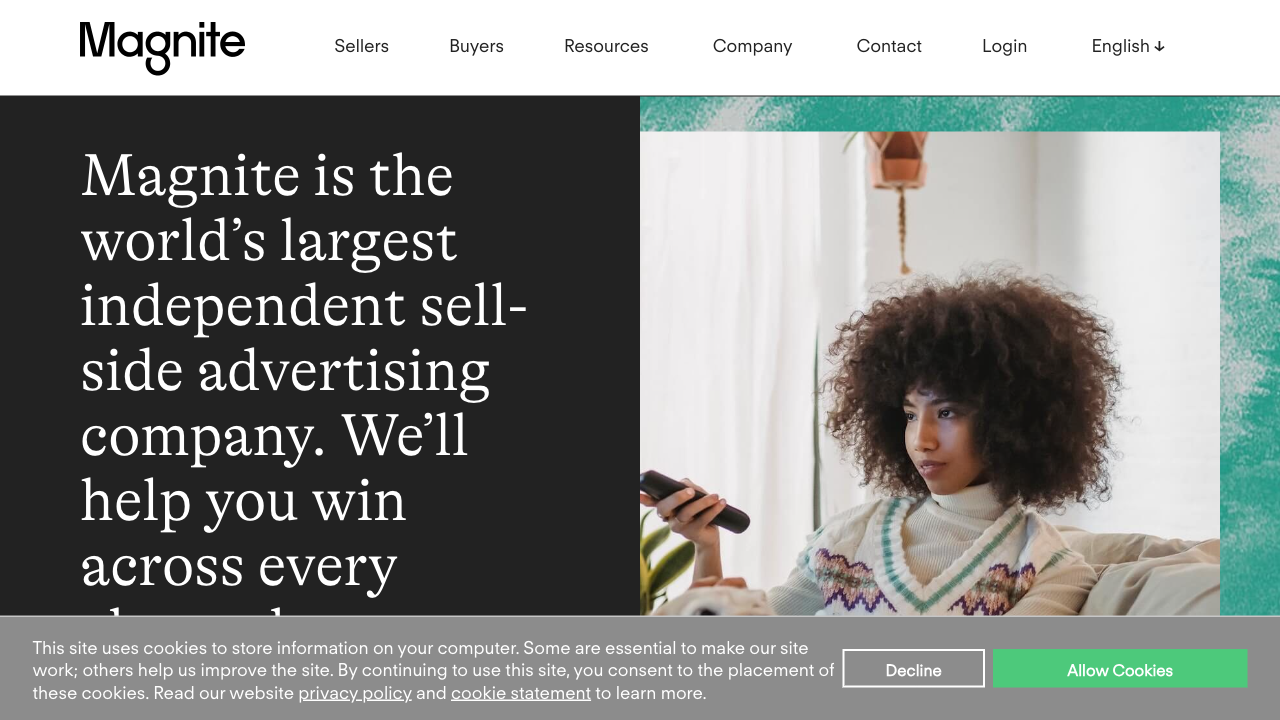 Magnite
Sellers
Buyers
Resources
Company
Contact
Login
English
Magnite is the
world’s largest
independent sell-
side advertising
company. We’ll
help you win
across every
This site uses cookies to store information on your computer. Some are essential to make our site
work; others help us improve the site. By continuing to use this site, you consent to the placement of
these cookies. Read our website privacy policy and cookie statement to learn more.
Decline
Allow Cookies